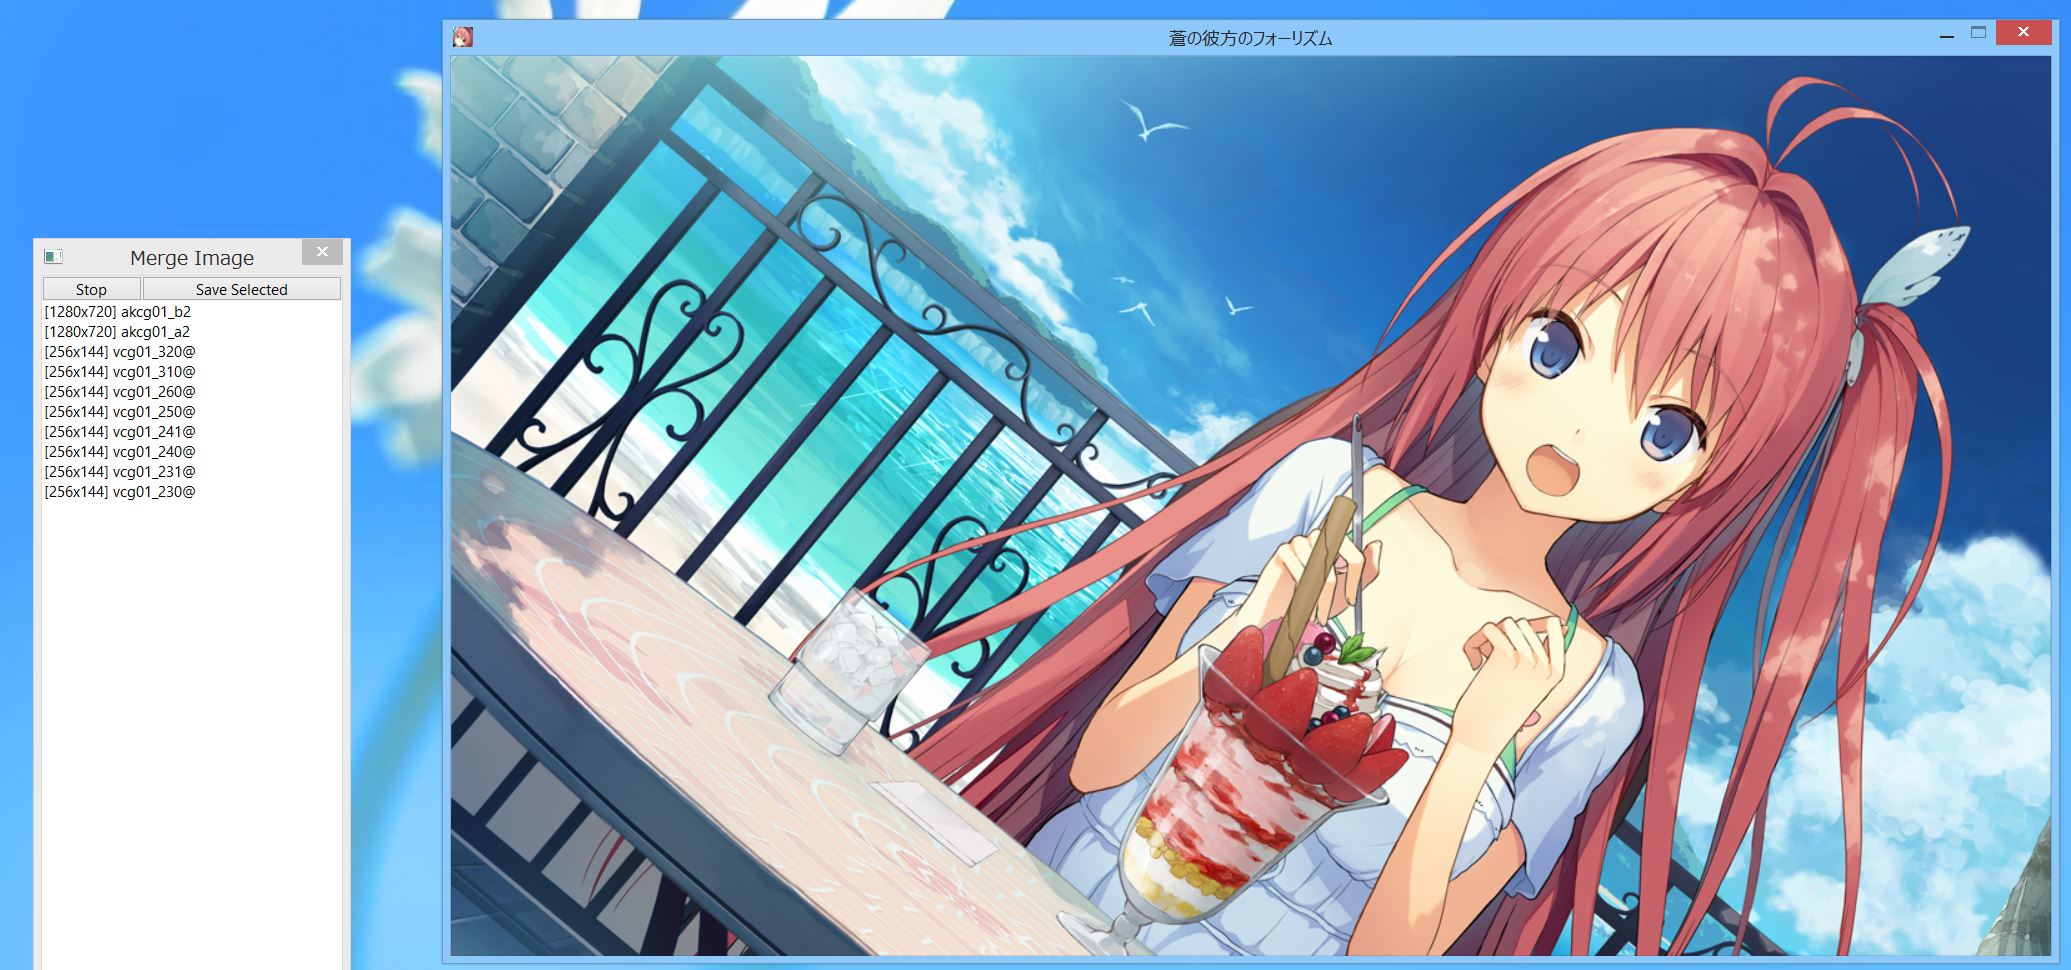 蒼の彼方のフォーリズム
Merge Image
Stop
Save Selected
[1280x720] akcg01_b2
[1280x720] akcg01_a2
[256x144] vcg01_320@
[256x144] vcg01_310@
[256x144] vcg01_260@
[256x144] vcg01_250@
[256x144] vcg01_241@
[256x144] vcg01_240@
[256x144] vcg01_231@
[256x144] vcg01_230@